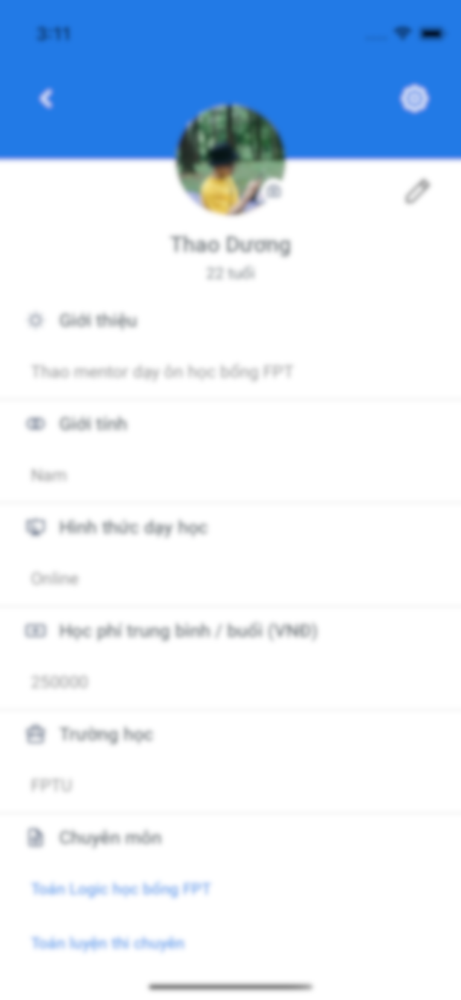 3:11
Thao Dương
22 tuổi
Giới thiệu
Thao mentor dạy ôn học bổng FPT
Giới tính
Nam
Hình thức dạy học
Online
Học phí trung bình / buổi (VNĐ)
250000
Trường học
FPTU
Chuyên môn
Toán Logic học bổng FPT
Toán luyện thi chuyên